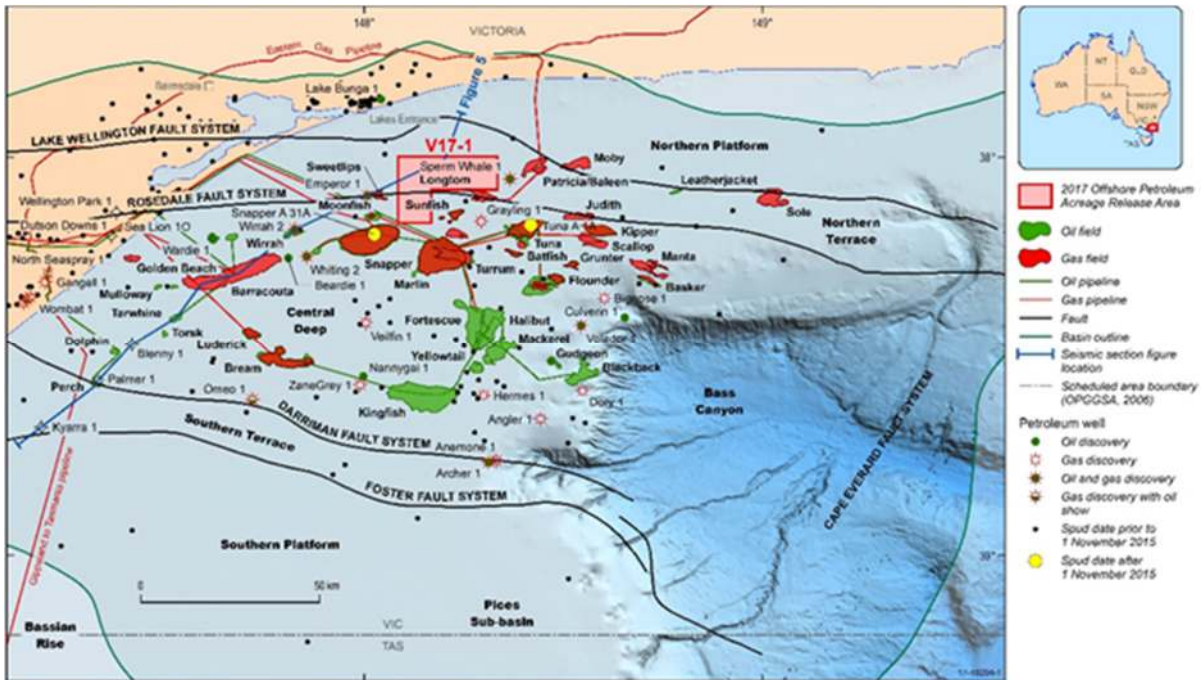 148°
149°
VICTORIA
Eastern Gas Pipeline
Figure 5
Bairnsdale
Lake Bunga 1
Lakes Entrance
LAKE WELLINGTON FAULT SYSTEM
V17-1
Northern Platform
38°
Sweetlips
Sperm Whale 1
Moby
Emperor 1
Longtom
Patricia/Baleen
Leatherjacket
ROSEDALE FAULT SYSTEM
Wellington Park 1
Moonfish
Sunfish
Judith
Sole
Snapper A 31A
Grayling 1
Dutson Downs 1
Sea Lion 1
Wirrah 2
Tuna A
Kipper
Northern Terrace
Wardie 1
Wirrah
Tuna
Scallop
North Seaspray 1
Golden Beach
Whiting 2
Snapper
Turrum
Batfish
Grunter
Manta
Gangall 1
Beardie 1
Marlin
Flounder
Basker
Mulloway
Barracouta
Wombat 1
Tarwhine
Central Deep
Bignose 1
Fortescue
Halibut
Culverin 1
Torsk
Veilfin 1
Mackerel
Dolphin
Luderick
Blenny 1
Yellowtail
Gudgeon
Bream
Nannygai 1
Blackback
Perch
Palmer 1
Omeo 1
ZaneGrey 1
Hermes 1
Dory 1
Bass Canyon
Kingfish
Angler 1
Kyarra 1
DARRIMAN FAULT SYSTEM
Southern Terrace
Anemone 1
Archer 1
CAPE EVERARD FAULT SYSTEM
FOSTER FAULT SYSTEM
Gippsland to Tasmania pipeline
Southern Platform
39°
0
50 km
Pices Sub-basin
Bassian Rise
VIC
TAS
WA
NT
QLD
SA
NSW
VIC
TAS
2017 Offshore Petroleum
Acreage Release Area
Oil field
Gas field
Oil pipeline
Gas pipeline
Fault
Basin outline
Seismic section figure
location
Scheduled area boundary
(OPGGSA, 2006)
Petroleum well
Oil discovery
Gas discovery
Oil and gas discovery
Gas discovery with oil
show
Spud date prior to
1 November 2015
Spud date after
1 November 2015